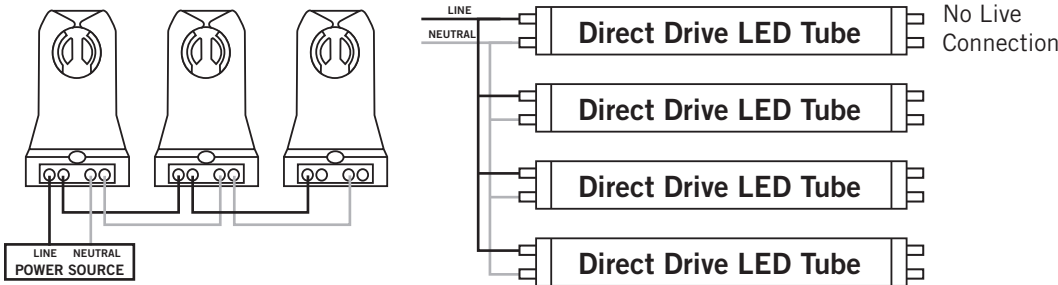 LINE NEUTRAL
POWER SOURCE
LINE
NEUTRAL
Direct Drive LED Tube
No Live
Connection
Direct Drive LED Tube
Direct Drive LED Tube
Direct Drive LED Tube